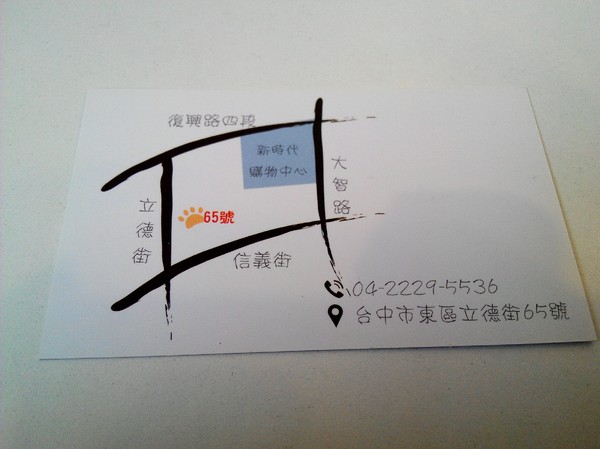 復興路四段
新時代
購物中心
大智路
立德街
65號
信義街
04-2229-5536
台中市東區立德街65號